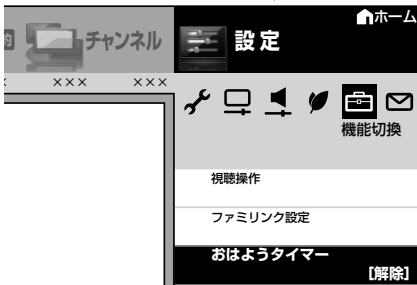 ホーム
チャンネル
設定
××× ×××
機能切換
視聴操作
ファミリンク設定
おはようタイマー
[解除]